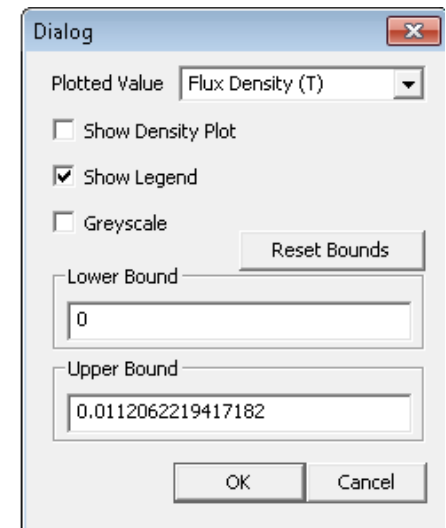 Dialog
Plotted Value Flux Density (T)
Show Density Plot
Show Legend
Greyscale
Reset Bounds
Lower Bound
0
Upper Bound
0.0112062219417182
OK Cancel